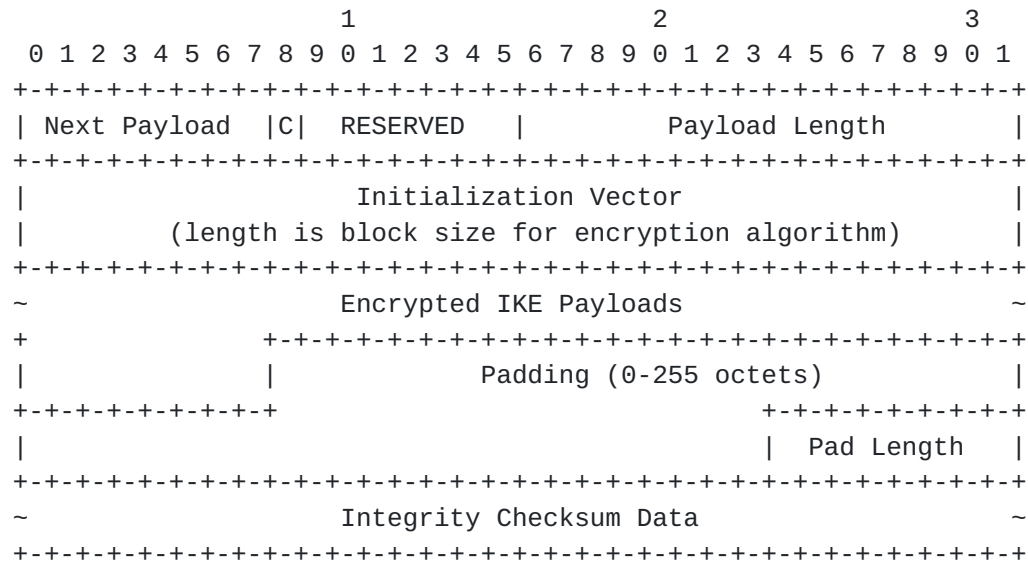 1                   2                   3
 0 1 2 3 4 5 6 7 8 9 0 1 2 3 4 5 6 7 8 9 0 1 2 3 4 5 6 7 8 9 0 1
+-+-+-+-+-+-+-+-+-+-+-+-+-+-+-+-+-+-+-+-+-+-+-+-+-+-+-+-+-+-+-+-+
| Next Payload  |C|  RESERVED   |         Payload Length        |
+-+-+-+-+-+-+-+-+-+-+-+-+-+-+-+-+-+-+-+-+-+-+-+-+-+-+-+-+-+-+-+-+
|                     Initialization Vector                     |
|         (length is block size for encryption algorithm)       |
+-+-+-+-+-+-+-+-+-+-+-+-+-+-+-+-+-+-+-+-+-+-+-+-+-+-+-+-+-+-+-+-+
~                    Encrypted IKE Payloads                     ~
+               +-+-+-+-+-+-+-+-+-+-+-+-+-+-+-+-+-+-+-+-+-+-+-+-+
|               |             Padding (0-255 octets)            |
+-+-+-+-+-+-+-+-+                               +-+-+-+-+-+-+-+-+
|                                               |  Pad Length   |
+-+-+-+-+-+-+-+-+-+-+-+-+-+-+-+-+-+-+-+-+-+-+-+-+-+-+-+-+-+-+-+-+
~                    Integrity Checksum Data                    ~
+-+-+-+-+-+-+-+-+-+-+-+-+-+-+-+-+-+-+-+-+-+-+-+-+-+-+-+-+-+-+-+-+